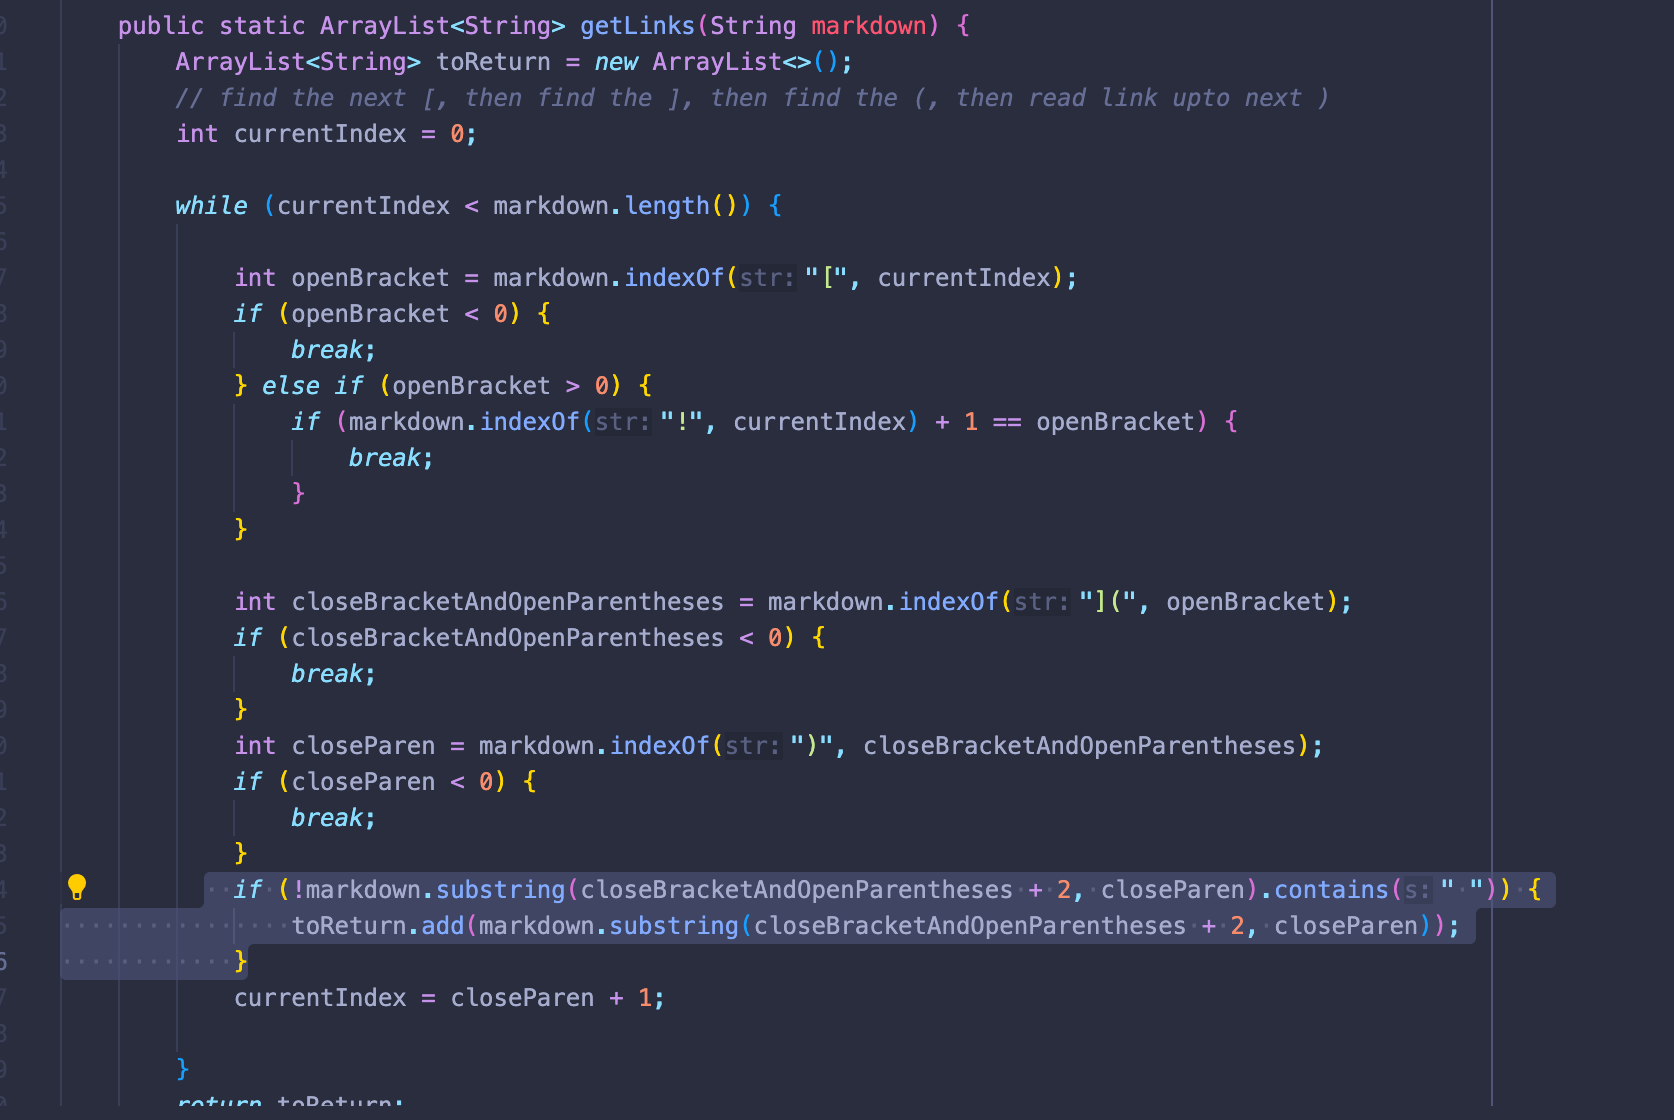 public static ArrayList<String> getLinks(String markdown) {
ArrayList<String> toReturn = new ArrayList<>();
// find the next [, then find the ], then find the (, then read link upto next )
int currentIndex = 0;
while (currentIndex < markdown.length()) {
int openBracket = markdown.indexOf(str: "[", currentIndex);
if (openBracket < 0) {
break;
} else if (openBracket > 0) {
if (markdown.indexOf(str: "!", currentIndex) + 1 == openBracket) {
break;
}
}
int closeBracketAndOpenParentheses = markdown.indexOf(str: "](", openBracket);
if (closeBracketAndOpenParentheses < 0) {
break;
}
int closeParen = markdown.indexOf(str: ")", closeBracketAndOpenParentheses);
if (closeParen < 0) {
break;
}
if (!markdown.substring(closeBracketAndOpenParentheses + 2, closeParen).contains(s: " ")) {
toReturn.add(markdown.substring(closeBracketAndOpenParentheses + 2, closeParen));
}
currentIndex = closeParen + 1;
}
return toReturn;